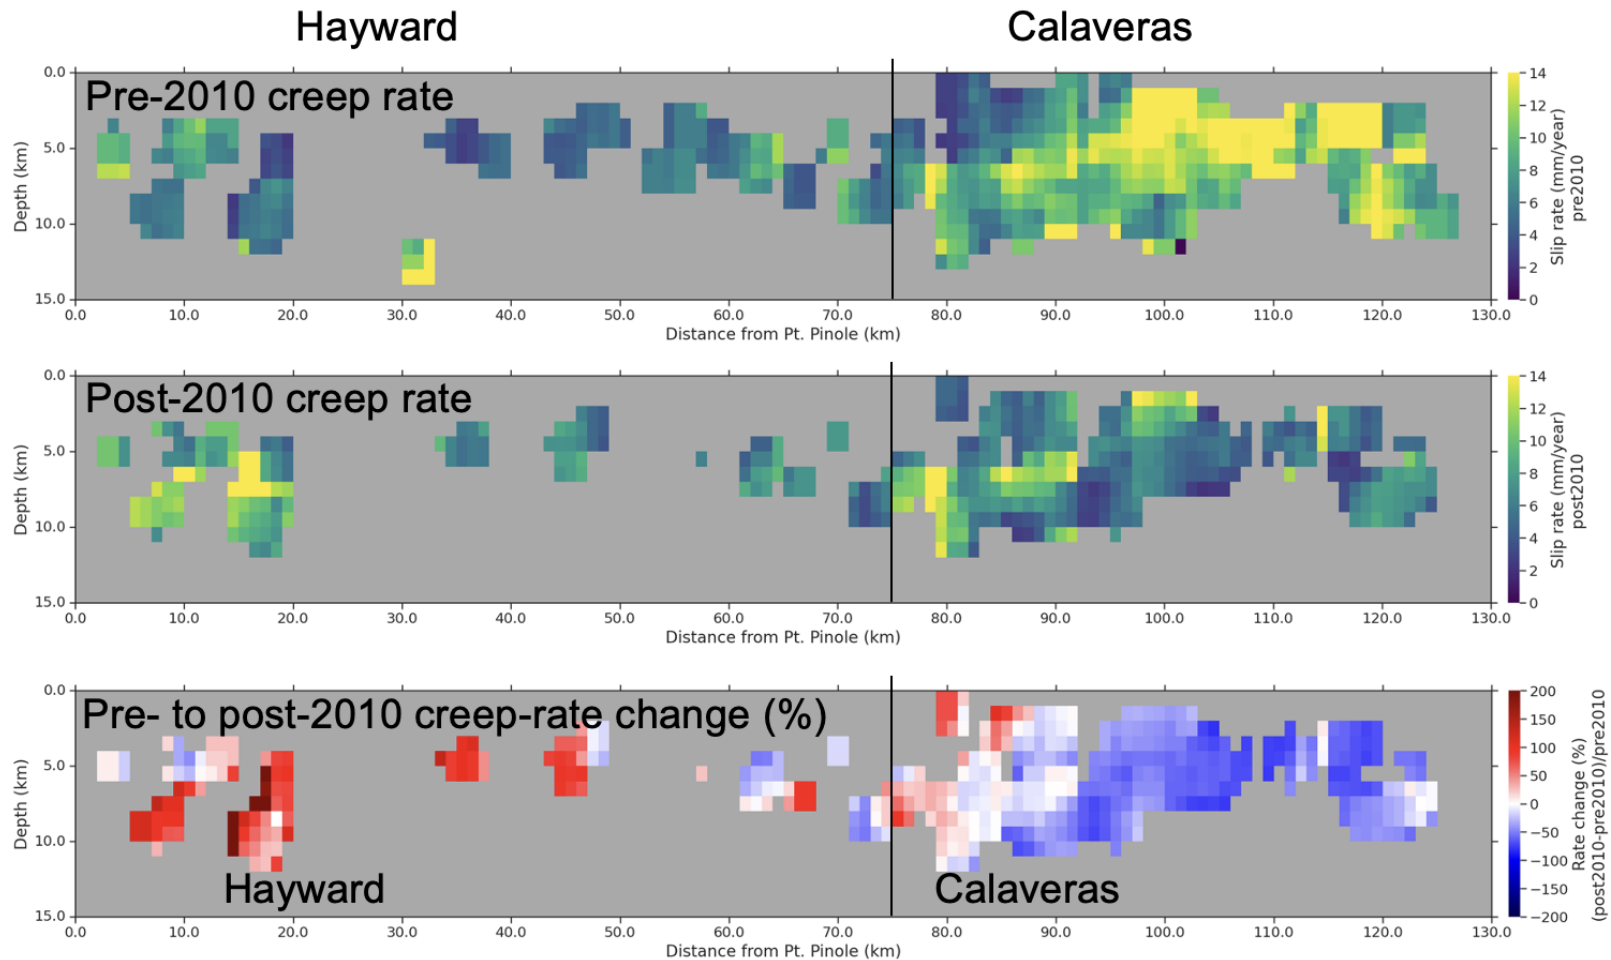 Hayward
Calaveras
Pre-2010 creep rate
0.0
5.0
10.0
15.0
Depth (km)
0.0 10.0 20.0 30.0 40.0 50.0 60.0 70.0 80.0 90.0 100.0 110.0 120.0 130.0
Distance from Pt. Pinole (km)
14
12
10
8
6
4
2
0
Slip rate (mm/year)
pre2010
Post-2010 creep rate
0.0
5.0
10.0
15.0
Depth (km)
0.0 10.0 20.0 30.0 40.0 50.0 60.0 70.0 80.0 90.0 100.0 110.0 120.0 130.0
Distance from Pt. Pinole (km)
14
12
10
8
6
4
2
0
Slip rate (mm/year)
post2010
Pre- to post-2010 creep-rate change (%)
0.0
5.0
10.0
15.0
Depth (km)
Hayward
Calaveras
0.0 10.0 20.0 30.0 40.0 50.0 60.0 70.0 80.0 90.0 100.0 110.0 120.0 130.0
Distance from Pt. Pinole (km)
200
150
100
50
0
−50
−100
−150
−200
Rate change (%)
(post2010-pre2010)/pre2010